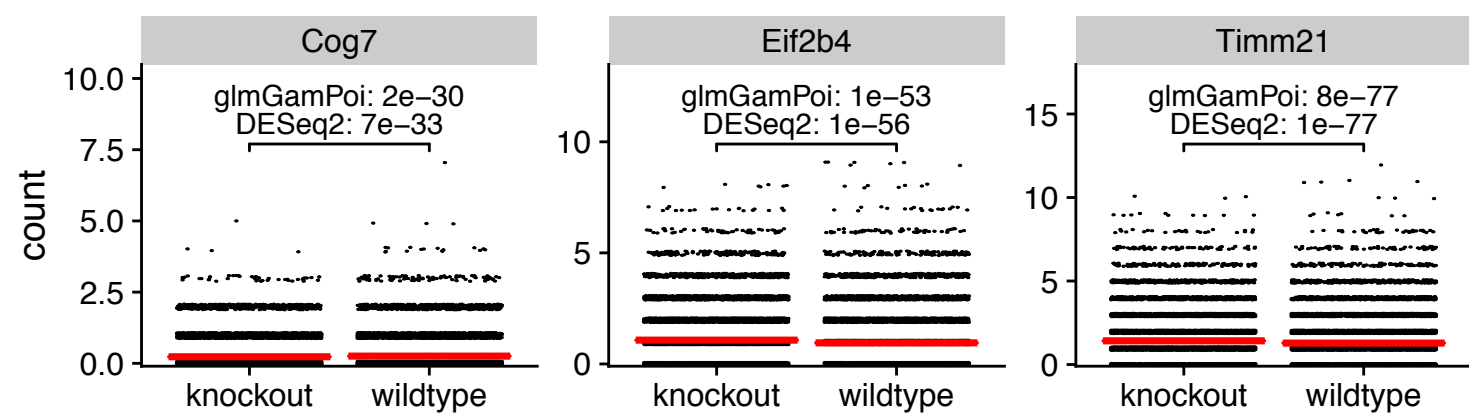 Cog7
Eif2b4
Timm21
count
10.0
7.5
5.0
2.5
0.0
glmGamPoi: 2e−30
DESeq2: 7e−33
knockout
wildtype
10
5
0
glmGamPoi: 1e−53
DESeq2: 1e−56
knockout
wildtype
15
10
5
0
glmGamPoi: 8e−77
DESeq2: 1e−77
knockout
wildtype